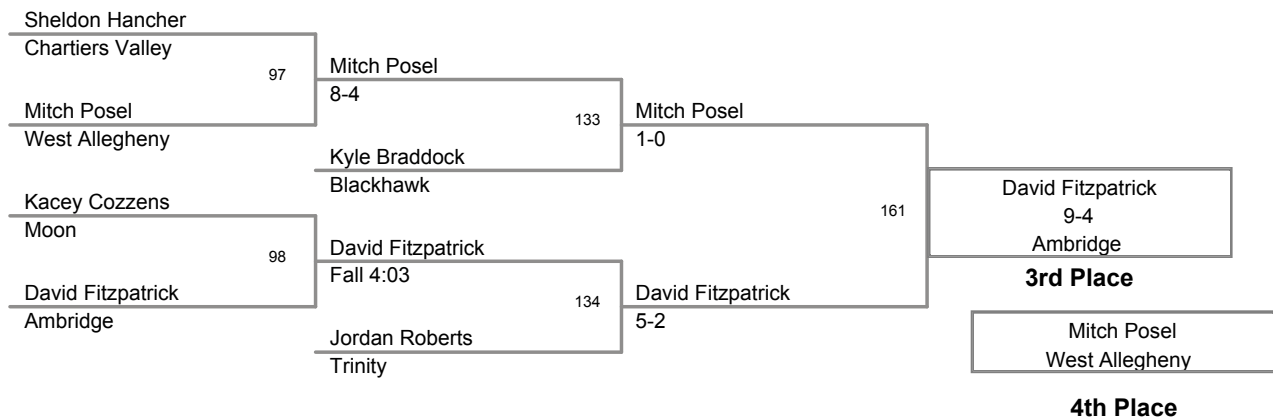 Sheldon Hancher
Chartiers Valley
97
Mitch Posel
8-4
Mitch Posel
West Allegheny
133
Mitch Posel
1-0
Kyle Braddock
Blackhawk
Kacey Cozzens
Moon
98
David Fitzpatrick
Fall 4:03
David Fitzpatrick
Ambridge
134
David Fitzpatrick
5-2
Jordan Roberts
Trinity
161
David Fitzpatrick
9-4
Ambridge
3rd Place
Mitch Posel
West Allegheny
4th Place